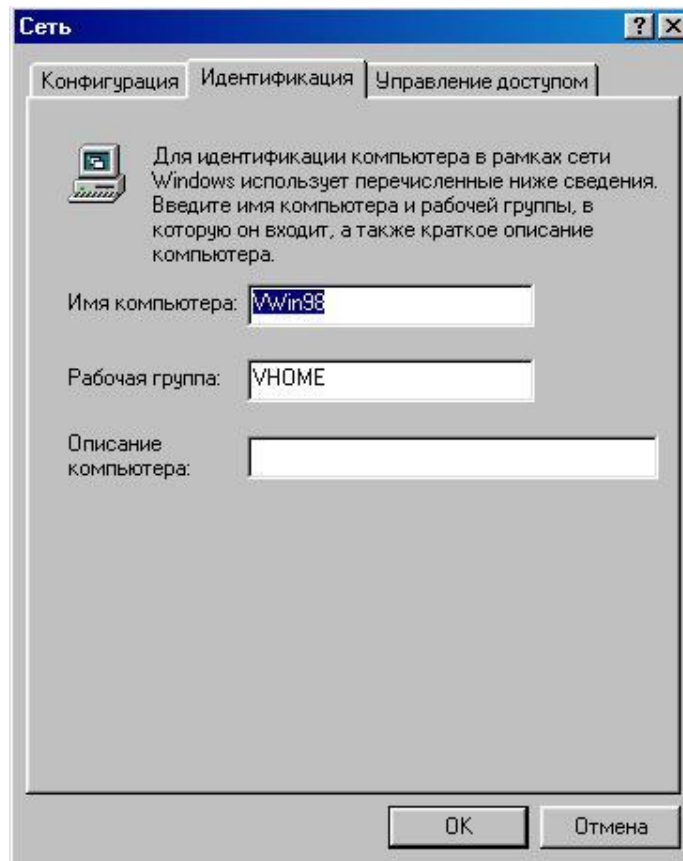 Сеть
Конфигурация Идентификация Управление доступом
Для идентификации компьютера в рамках сети
Windows использует перечисленные ниже сведения.
Введите имя компьютера и рабочей группы, в
которую он входит, а также краткое описание
компьютера.
Имя компьютера: VWin98
Рабочая группа: VHOME
Описание
компьютера:
OK Отмена